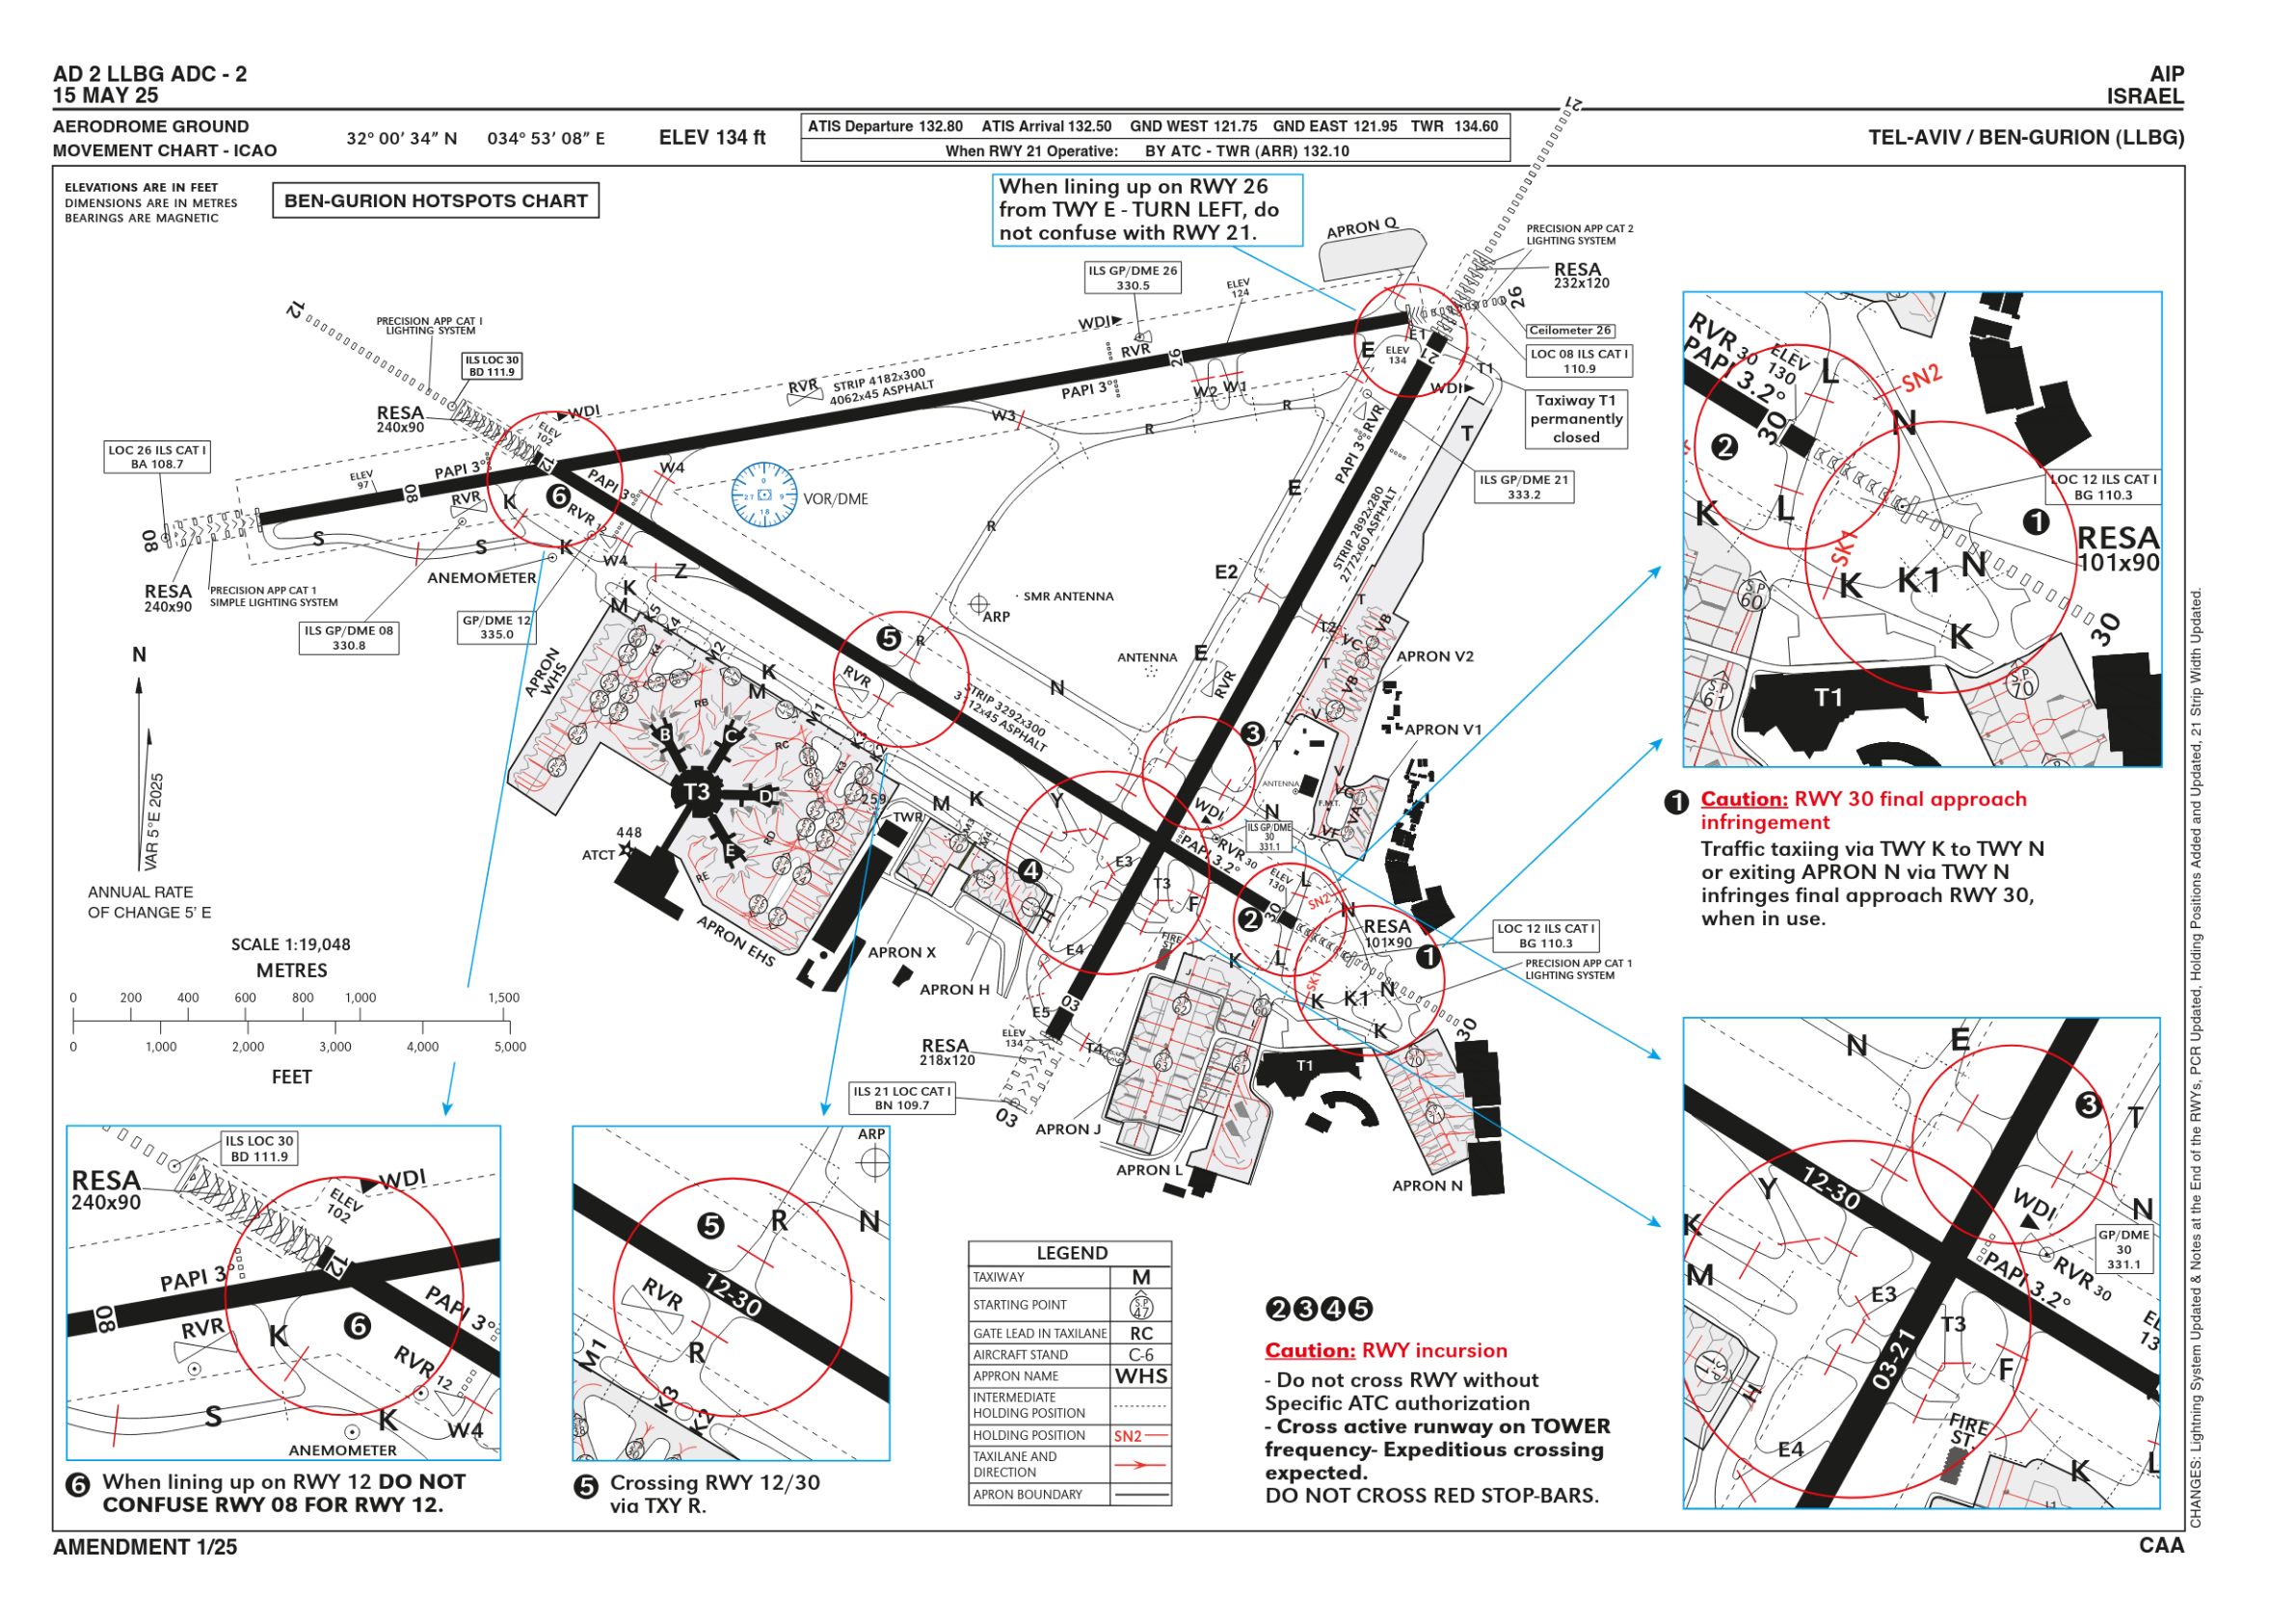 AD 2 LLBG ADC - 2
15 MAY 25
AIP
ISRAEL
AERODROME GROUND
MOVEMENT CHART - ICAO
32° 00′ 34″ N 034° 53′ 08″ E
ELEV 134 ft
ATIS Departure 132.80 ATIS Arrival 132.50 GND WEST 121.75 GND EAST 121.95 TWR 134.60
When RWY 21 Operative: BY ATC - TWR (ARR) 132.10
TEL-AVIV / BEN-GURION (LLBG)
ELEVATIONS ARE IN FEET
DIMENSIONS ARE IN METRES
BEARINGS ARE MAGNETIC
BEN-GURION HOTSPOTS CHART
When lining up on RWY 26
from TWY E - TURN LEFT, do
not confuse with RWY 21.
21
APRON Q
PRECISION APP CAT 2
LIGHTING SYSTEM
RESA
232x120
26
Ceilometer 26
LOC 08 ILS CAT I
110.9
Taxiway T1
permanently
closed
ILS GP/DME 26
330.5
ELEV
124
WDI
RVR
26
PAPI 3°
W2
W1
W3
R
R
E1
E
ELEV
134
21
T1
WDI
T
RVR
PAPI 3°
ILS GP/DME 21
333.2
STRIP 2892x280
2772x60 ASPHALT
RVR
STRIP 4182x300
4062x45 ASPHALT
12
PRECISION APP CAT I
LIGHTING SYSTEM
ILS LOC 30
BD 111.9
RESA
240x90
WDI
ELEV
102
12
PAPI 3°
6
RVR 12
K
LOC 26 ILS CAT I
BA 108.7
ELEV
97
PAPI 3°
08
RVR
08
S
S
K
W4
W4
Z
ANEMOMETER
RESA
240x90
PRECISION APP CAT 1
SIMPLE LIGHTING SYSTEM
ILS GP/DME 08
330.8
GP/DME 12
335.0
VOR/DME
SMR ANTENNA
ARP
ANTENNA
R
E
E2
E
N
5
R
RVR
STRIP 3292x300
3112x45 ASPHALT
N
VAR 5°E 2025
ANNUAL RATE
OF CHANGE 5' E
SCALE 1:19,048
METRES
0 200 400 600 800 1,000 1,500
0 1,000 2,000 3,000 4,000 5,000
FEET
APRON
WHS
K
M
K5
K4
M2
K
M
M1
K3
K2
RB
RC
RD
RE
B
C
D
E
T3
448
ATCT
259
TWR
M
K
M3
M4
APRON EHS
APRON X
APRON H
H
Y
4
E3
T3
F
E4
E5
03
ELEV
134
RESA
218x120
ILS 21 LOC CAT I
BN 109.7
03
T4
FIRE
ST.
APRON J
APRON L
APRON N
T1
3
WDI
PAPI 3.2°
RVR 30
ILS GP/DME
30
331.1
N
ANTENNA
F.M.T.
APRON V2
APRON V1
T
T2
VC
VB
VB
V
V
VC
VA
VF
T
T
RVR
ELEV
130
L
SN2
N
2
30
L
K
RESA
101x90
1
SK1
K
K1
N
K
30
LOC 12 ILS CAT I
BG 110.3
PRECISION APP CAT 1
LIGHTING SYSTEM
RVR 30
PAPI 3.2°
ELEV
130
L
SN2
N
2
30
K
L
SK1
1
LOC 12 ILS CAT I
BG 110.3
RESA
101x90
K
K1
N
K
30
S.P
60
S.P
61
T1
S.P
70
1 Caution: RWY 30 final approach
infringement
Traffic taxiing via TWY K to TWY N
or exiting APRON N via TWY N
infringes final approach RWY 30,
when in use.
N
E
3
T
12-30
Y
K
M
WDI
N
GP/DME
30
331.1
PAPI 3.2°
RVR 30
E3
T3
03-21
F
H
E4
FIRE
ST.
K
L
ILS LOC 30
BD 111.9
RESA
240x90
WDI
ELEV
102
PAPI 3°
12
08
RVR
K
6
PAPI 3°
RVR 12
S
K
W4
ANEMOMETER
6 When lining up on RWY 12 DO NOT
CONFUSE RWY 08 FOR RWY 12.
ARP
5
R
N
RVR
12-30
R
M1
K3
K2
5 Crossing RWY 12/30
via TXY R.
LEGEND
TAXIWAY M
STARTING POINT S.P 47
GATE LEAD IN TAXILANE RC
AIRCRAFT STAND C-6
APPRON NAME WHS
INTERMEDIATE
HOLDING POSITION
HOLDING POSITION SN2
TAXILANE AND
DIRECTION
APRON BOUNDARY
2 3 4 5
Caution: RWY incursion
- Do not cross RWY without
Specific ATC authorization
- Cross active runway on TOWER
frequency- Expeditious crossing
expected.
DO NOT CROSS RED STOP-BARS.
CHANGES: Lightning System Updated & Notes at the End of the RWYs, PCR Updated, Holding Positions Added and Updated, 21 Strip Width Updated.
AMENDMENT 1/25
CAA